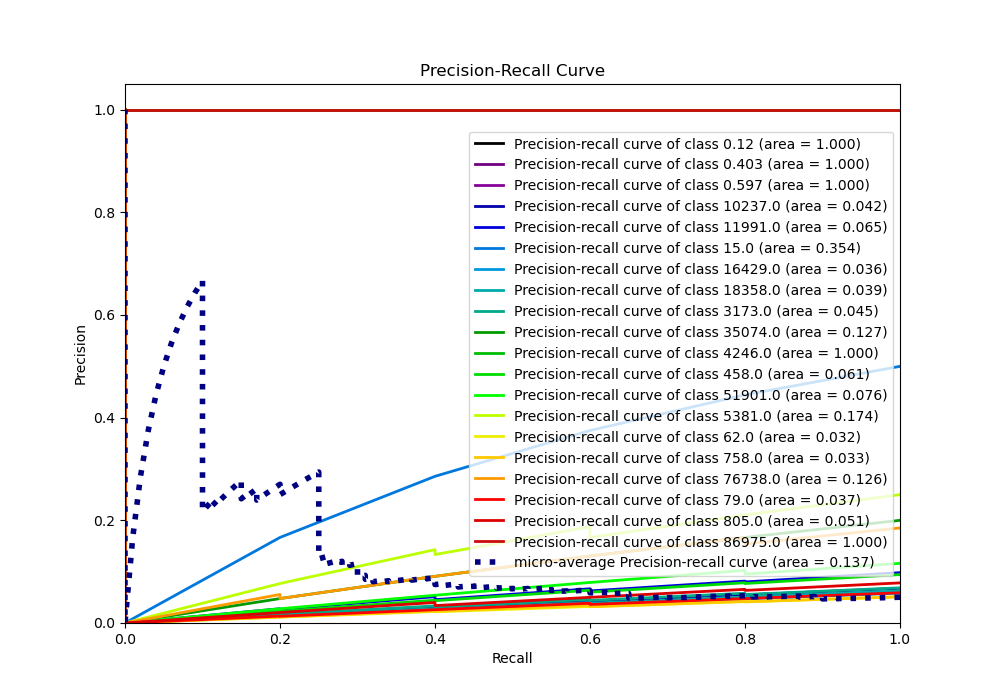 Precision-Recall Curve
1.0
0.8
0.6
0.4
0.2
0.0
Precision
Precision-recall curve of class 0.12 (area = 1.000)
Precision-recall curve of class 0.403 (area = 1.000)
Precision-recall curve of class 0.597 (area = 1.000)
Precision-recall curve of class 10237.0 (area = 0.042)
Precision-recall curve of class 11991.0 (area = 0.065)
Precision-recall curve of class 15.0 (area = 0.354)
Precision-recall curve of class 16429.0 (area = 0.036)
Precision-recall curve of class 18358.0 (area = 0.039)
Precision-recall curve of class 3173.0 (area = 0.045)
Precision-recall curve of class 35074.0 (area = 0.127)
Precision-recall curve of class 4246.0 (area = 1.000)
Precision-recall curve of class 458.0 (area = 0.061)
Precision-recall curve of class 51901.0 (area = 0.076)
Precision-recall curve of class 5381.0 (area = 0.174)
Precision-recall curve of class 62.0 (area = 0.032)
Precision-recall curve of class 758.0 (area = 0.033)
Precision-recall curve of class 76738.0 (area = 0.126)
Precision-recall curve of class 79.0 (area = 0.037)
Precision-recall curve of class 805.0 (area = 0.051)
Precision-recall curve of class 86975.0 (area = 1.000)
micro-average Precision-recall curve (area = 0.137)
0.0 0.2 0.4 0.6 0.8 1.0
Recall